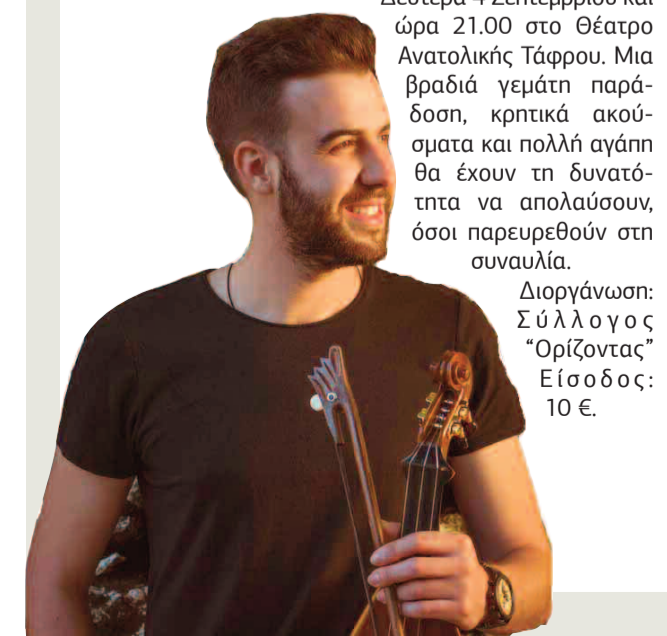 Δευτέρα 4 Σεπτεμβρίου και
ώρα 21.00 στο Θέατρο
Ανατολικής Τάφρου. Μια
βραδιά γεμάτη παρά-
δοση, κρητικά ακού-
σματα και πολλή αγάπη
θα έχουν τη δυνατό-
τητα να απολαύσουν,
όσοι παρευρεθούν στη
συναυλία.
Διοργάνωση:
Σύλλογος
“Ορίζοντας”
Είσοδος:
10 €.